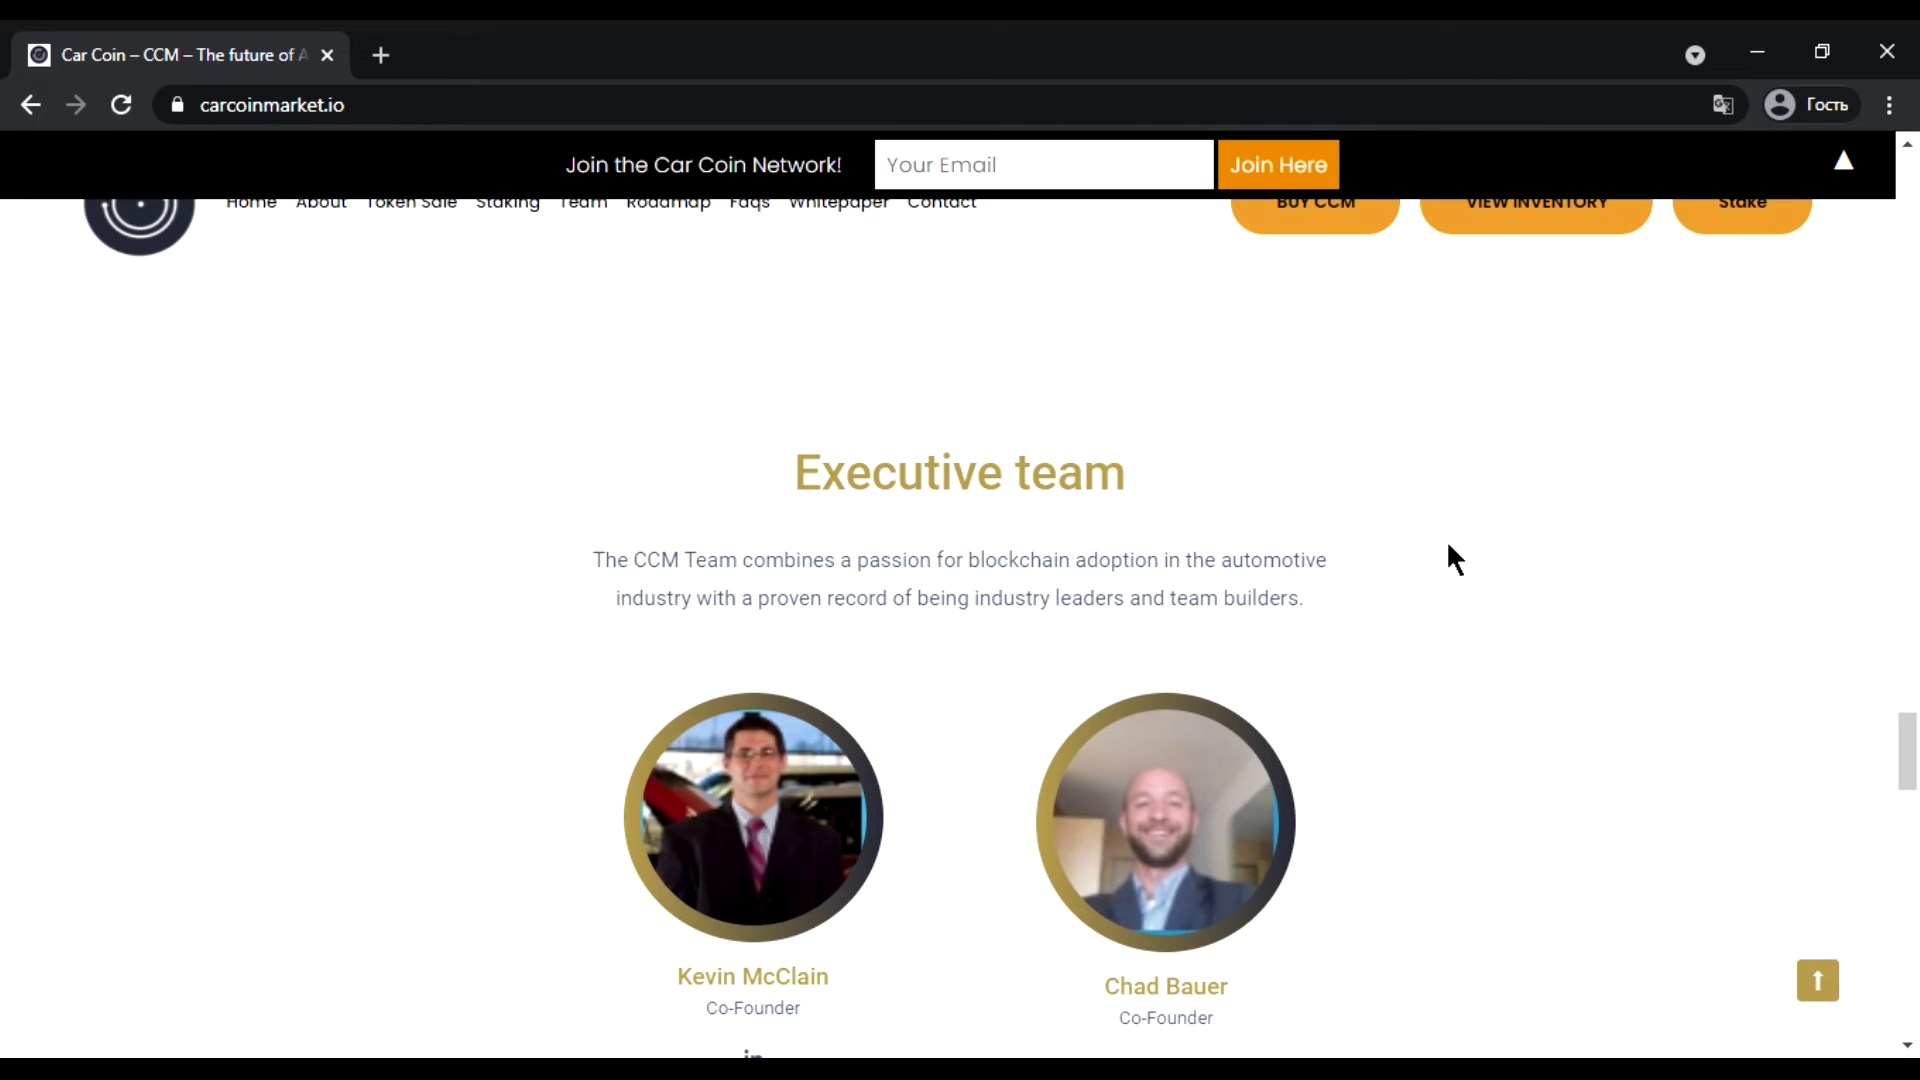 Car Coin – CCM – The future of A
carcoinmarket.io
Гость
Join the Car Coin Network!
Your Email
Join Here
Home About Token Sale Staking Team Roadmap Faqs Whitepaper Contact
BUY CCM
VIEW INVENTORY
Stake
Executive team
The CCM Team combines a passion for blockchain adoption in the automotive
industry with a proven record of being industry leaders and team builders.
Kevin McClain
Co-Founder
Chad Bauer
Co-Founder
in